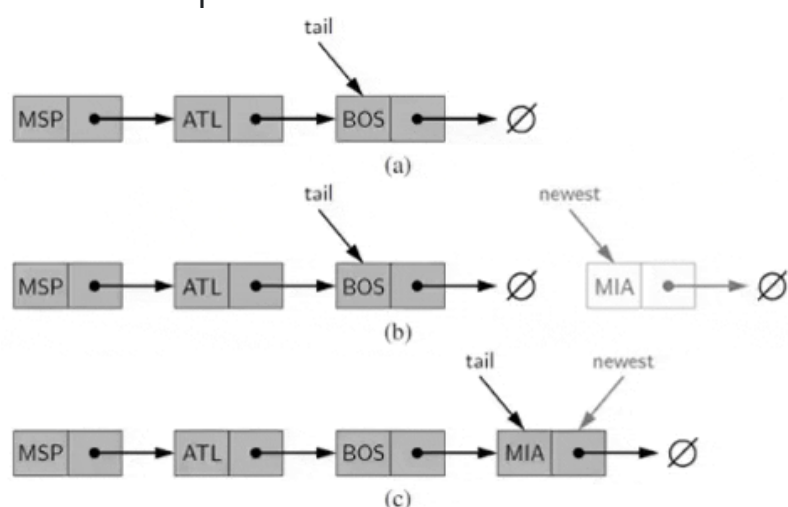 tail
MSP ATL BOS ∅
(a)
tail newest
MSP ATL BOS ∅ MIA ∅
(b)
tail newest
MSP ATL BOS MIA ∅
(c)